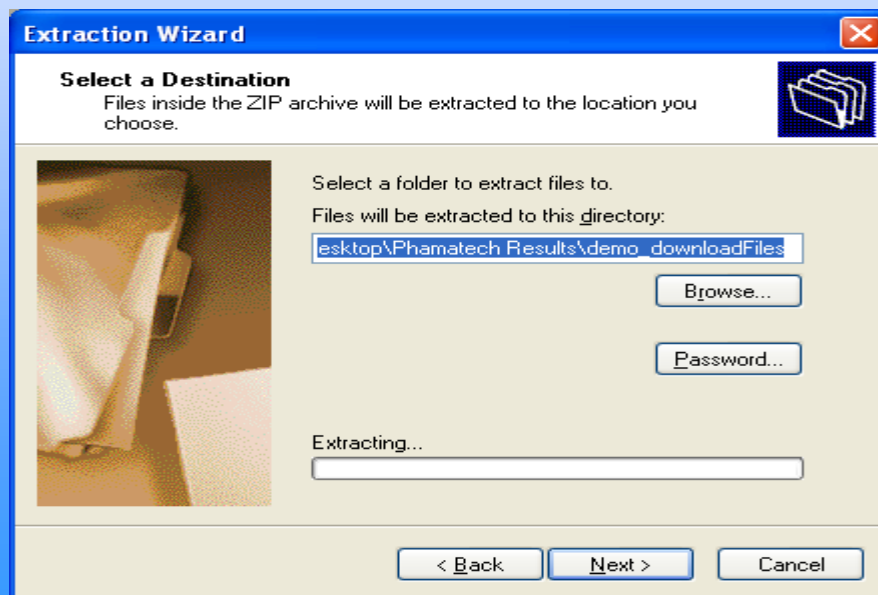 Extraction Wizard
Select a Destination
Files inside the ZIP archive will be extracted to the location you
choose.
Select a folder to extract files to.
Files will be extracted to this directory:
esktop\Phamatech Results\demo_downloadFiles
Browse...
Password...
Extracting...
< Back
Next >
Cancel